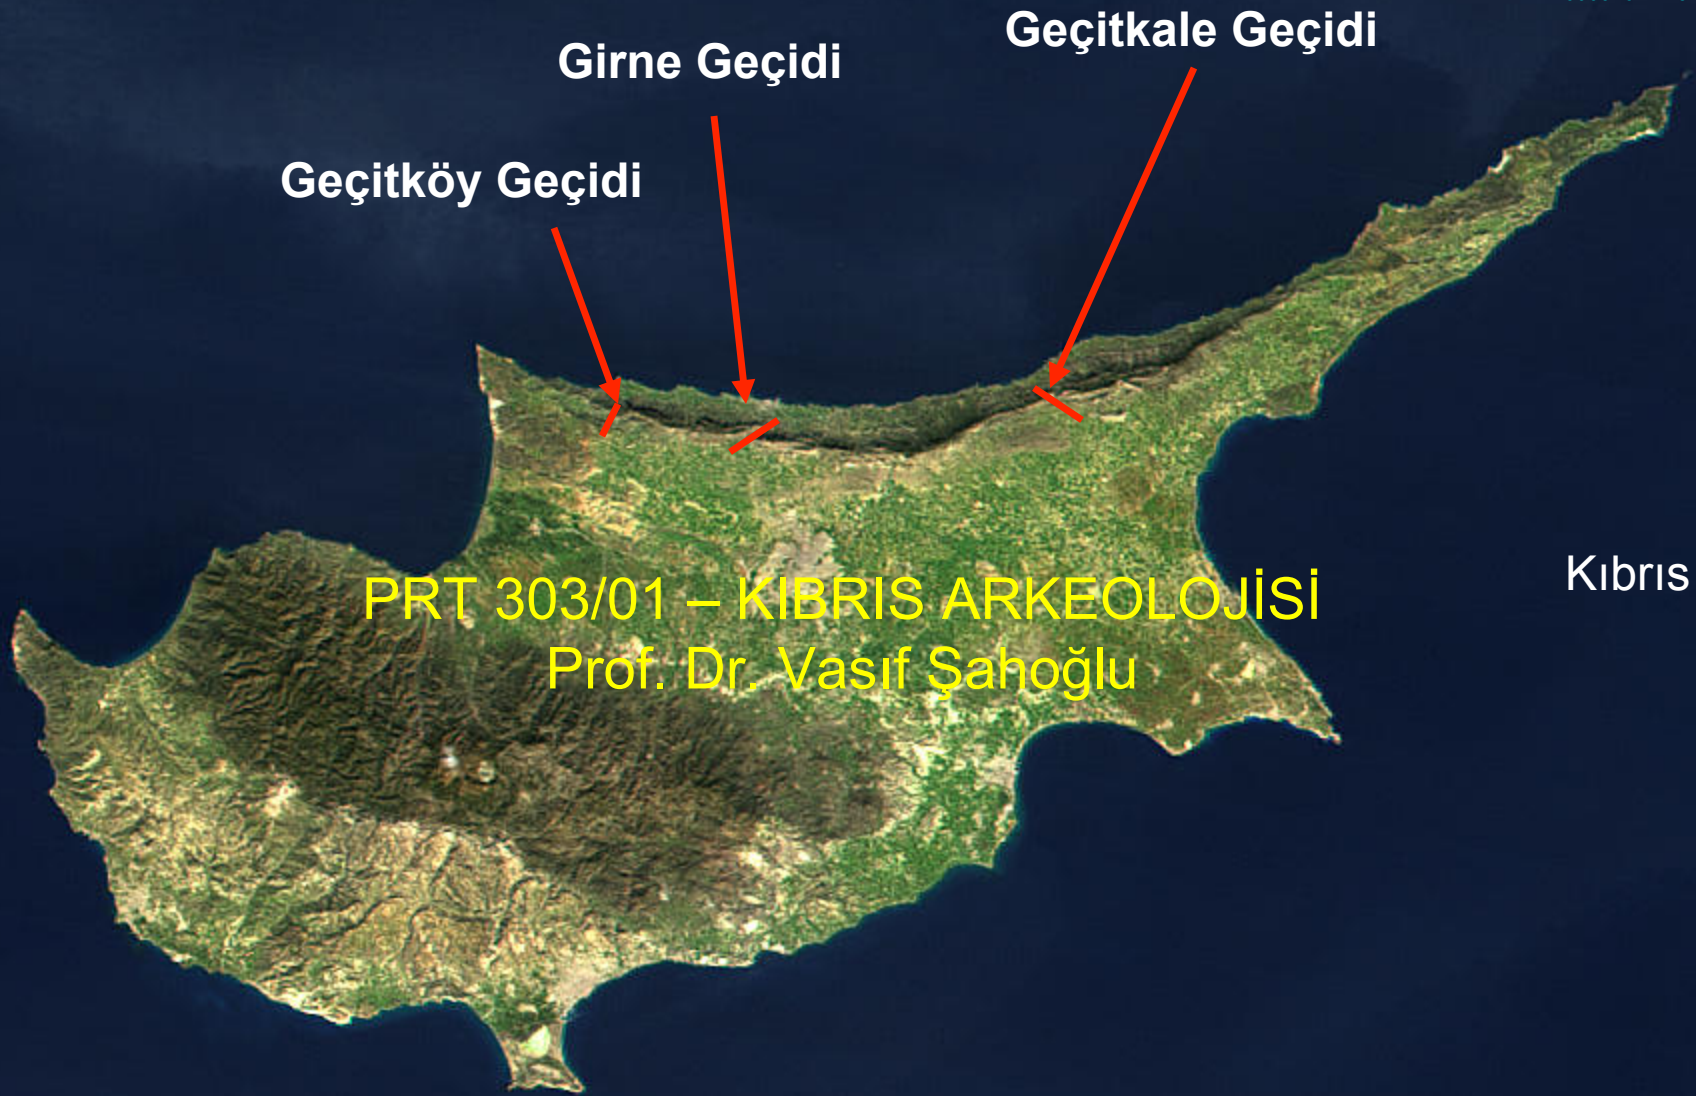 Geçitkale Geçidi
Girne Geçidi
Geçitköy Geçidi
Kıbrıs
PRT 303/01 – KIBRIS ARKEOLOJİSİ
Prof. Dr. Vasıf Şahoğlu